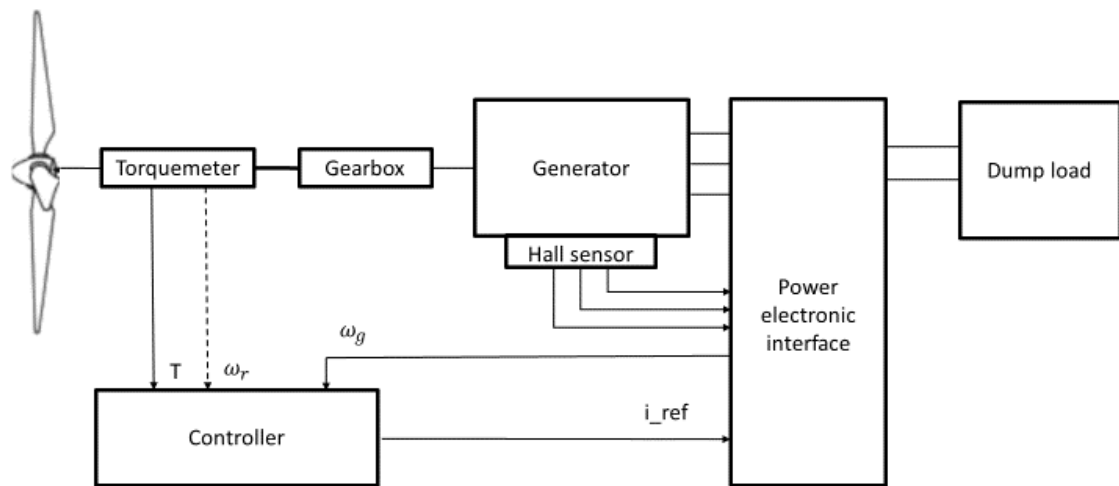 Torquemeter
Gearbox
Generator
Dump load
Hall sensor
Power
electronic
interface
ω_g
T
ω_r
i_ref
Controller